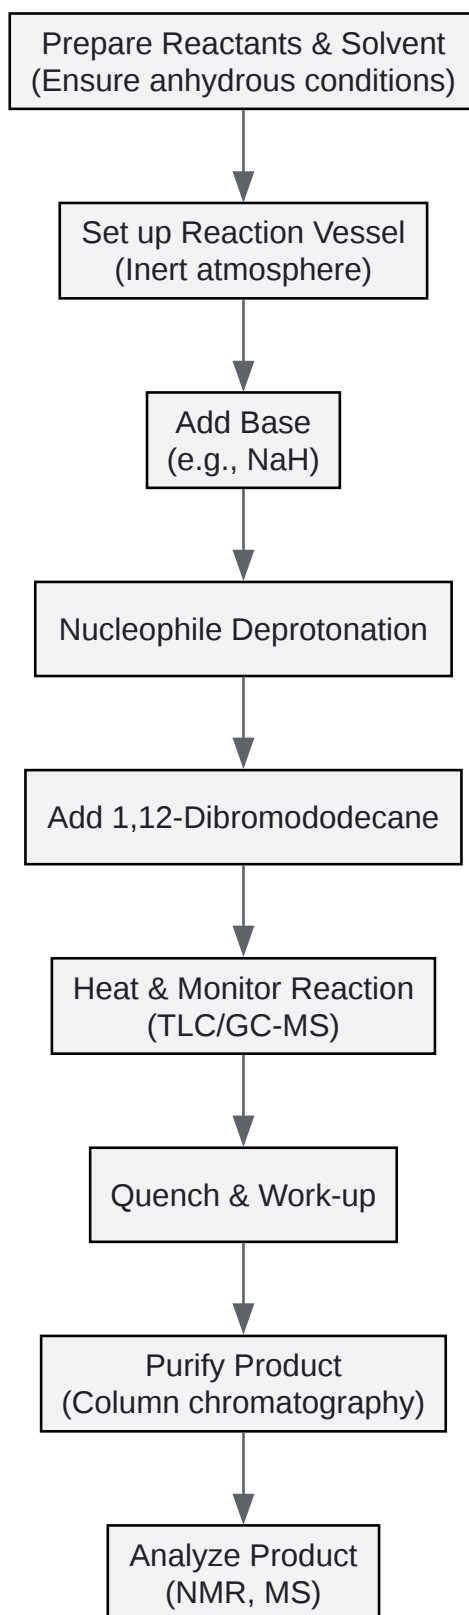 Prepare Reactants & Solvent
(Ensure anhydrous conditions)
Set up Reaction Vessel
(Inert atmosphere)
Add Base
(e.g., NaH)
Nucleophile Deprotonation
Add 1,12-Dibromododecane
Heat & Monitor Reaction
(TLC/GC-MS)
Quench & Work-up
Purify Product
(Column chromatography)
Analyze Product
(NMR, MS)